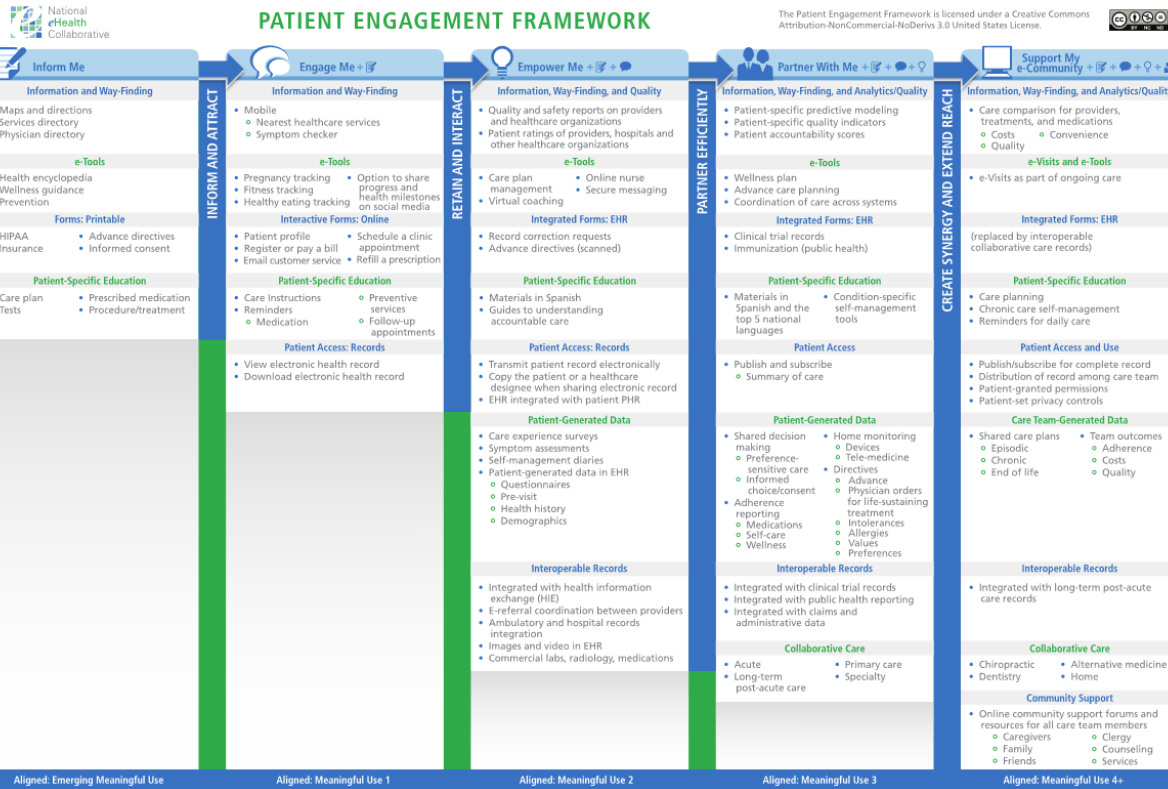 National
eHealth
Collaborative
PATIENT ENGAGEMENT FRAMEWORK
The Patient Engagement Framework is licensed under a Creative Commons
Attribution-NonCommercial-NoDerivs 3.0 United States License.
Inform Me
Information and Way-Finding
Maps and directions
Services directory
Physician directory
e-Tools
Health encyclopedia
Wellness guidance
Prevention
Forms: Printable
HIPAA
Insurance
• Advance directives
• Informed consent
Patient-Specific Education
Care plan
Tests
• Prescribed medication
• Procedure/treatment
Aligned: Emerging Meaningful Use
INFORM AND ATTRACT
Engage Me +
Information and Way-Finding
• Mobile
Nearest healthcare services
Symptom checker
e-Tools
• Pregnancy tracking
• Fitness tracking
• Healthy eating tracking
• Option to share
progress and
health milestones
on social media
Interactive Forms: Online
• Patient profile
• Register or pay a bill
• Email customer service
• Schedule a clinic
appointment
• Refill a prescription
Patient-Specific Education
• Care Instructions
• Reminders
Medication
Preventive
services
Follow-up
appointments
Patient Access: Records
• View electronic health record
• Download electronic health record
Aligned: Meaningful Use 1
RETAIN AND INTERACT
Empower Me + +
Information, Way-Finding, and Quality
• Quality and safety reports on providers
and healthcare organizations
• Patient ratings of providers, hospitals and
other healthcare organizations
e-Tools
• Care plan
management
• Virtual coaching
• Online nurse
• Secure messaging
Integrated Forms: EHR
• Record correction requests
• Advance directives (scanned)
Patient-Specific Education
• Materials in Spanish
• Guides to understanding
accountable care
Patient Access: Records
• Transmit patient record electronically
• Copy the patient or a healthcare
designee when sharing electronic record
• EHR integrated with patient PHR
Patient-Generated Data
• Care experience surveys
• Symptom assessments
• Self-management diaries
• Patient-generated data in EHR
Questionnaires
Pre-visit
Health history
Demographics
Interoperable Records
• Integrated with health information
exchange (HIE)
• E-referral coordination between providers
• Ambulatory and hospital records
integration
• Images and video in EHR
• Commercial labs, radiology, medications
Aligned: Meaningful Use 2
PARTNER EFFICIENTLY
Partner With Me + + +
Information, Way-Finding, and Analytics/Quality
• Patient-specific predictive modeling
• Patient-specific quality indicators
• Patient accountability scores
e-Tools
• Wellness plan
• Advance care planning
• Coordination of care across systems
Integrated Forms: EHR
• Clinical trial records
• Immunization (public health)
Patient-Specific Education
• Materials in
Spanish and the
top 5 national
languages
• Condition-specific
self-management
tools
Patient Access
• Publish and subscribe
Summary of care
Patient-Generated Data
• Shared decision
making
Preference-
sensitive care
Informed
choice/consent
• Adherence
reporting
Medications
Self-care
Wellness
• Home monitoring
Devices
Tele-medicine
• Directives
Advance
Physician orders
for life-sustaining
treatment
Intolerances
Allergies
Values
Preferences
Interoperable Records
• Integrated with clinical trial records
• Integrated with public health reporting
• Integrated with claims and
administrative data
Collaborative Care
• Acute
• Long-term
post-acute care
• Primary care
• Specialty
Aligned: Meaningful Use 3
CREATE SYNERGY AND EXTEND REACH
Support My
e-Community + + + +
Information, Way-Finding, and Analytics/Qualit
• Care comparison for providers,
treatments, and medications
Costs
Quality
Convenience
e-Visits and e-Tools
• e-Visits as part of ongoing care
Integrated Forms: EHR
(replaced by interoperable
collaborative care records)
Patient-Specific Education
• Care planning
• Chronic care self-management
• Reminders for daily care
Patient Access and Use
• Publish/subscribe for complete record
• Distribution of record among care team
• Patient-granted permissions
• Patient-set privacy controls
Care Team-Generated Data
• Shared care plans
Episodic
Chronic
End of life
• Team outcomes
Adherence
Costs
Quality
Interoperable Records
• Integrated with long-term post-acute
care records
Collaborative Care
• Chiropractic
• Dentistry
• Alternative medicine
• Home
Community Support
• Online community support forums and
resources for all care team members
Caregivers
Family
Friends
Clergy
Counseling
Services
Aligned: Meaningful Use 4+